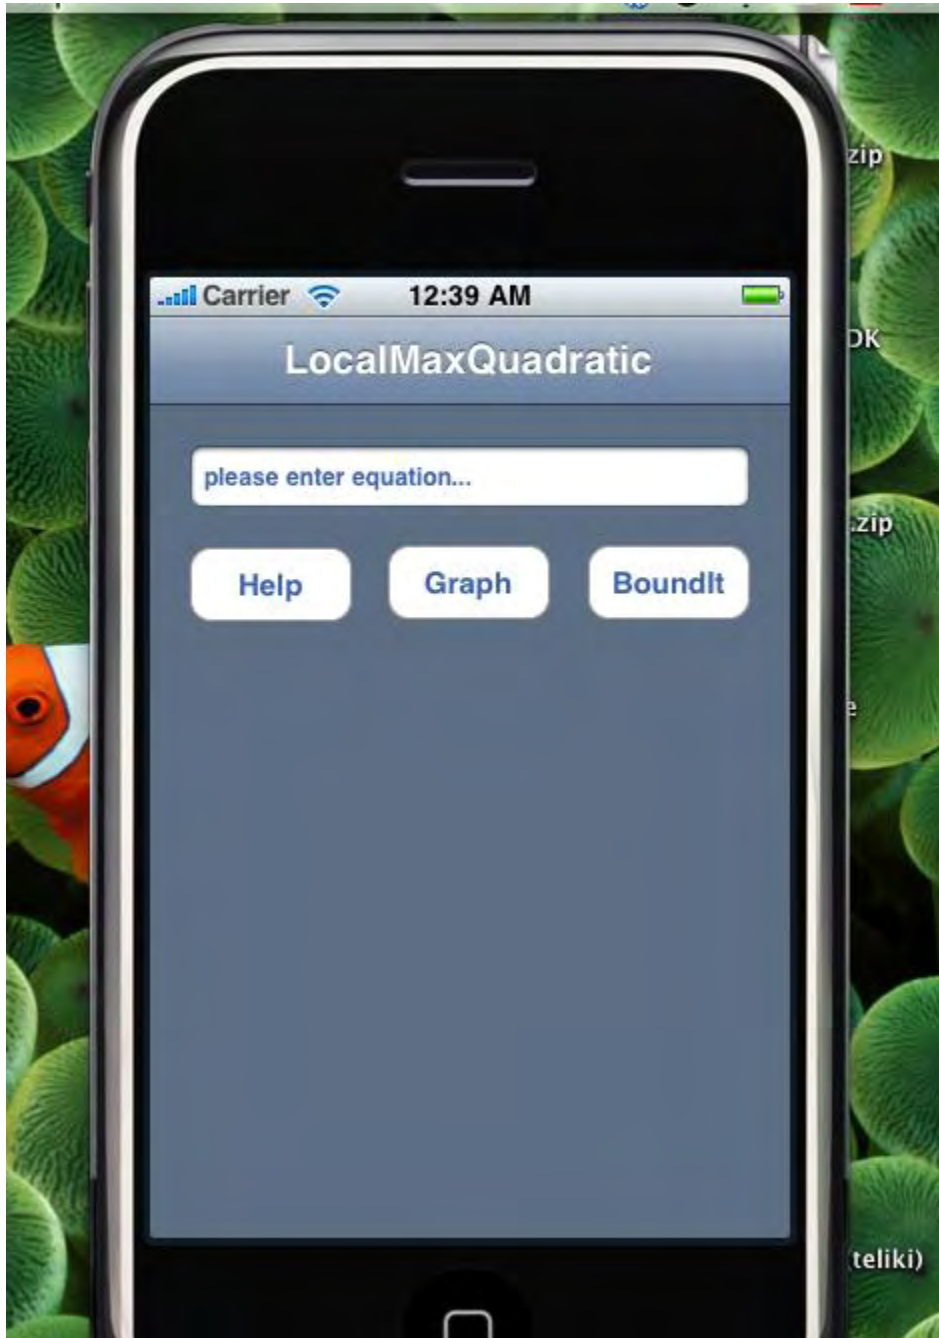 Carrier 12:39 AM
LocalMaxQuadratic
please enter equation...
Help Graph BoundIt
zip
DK
.zip
e
(teliki)